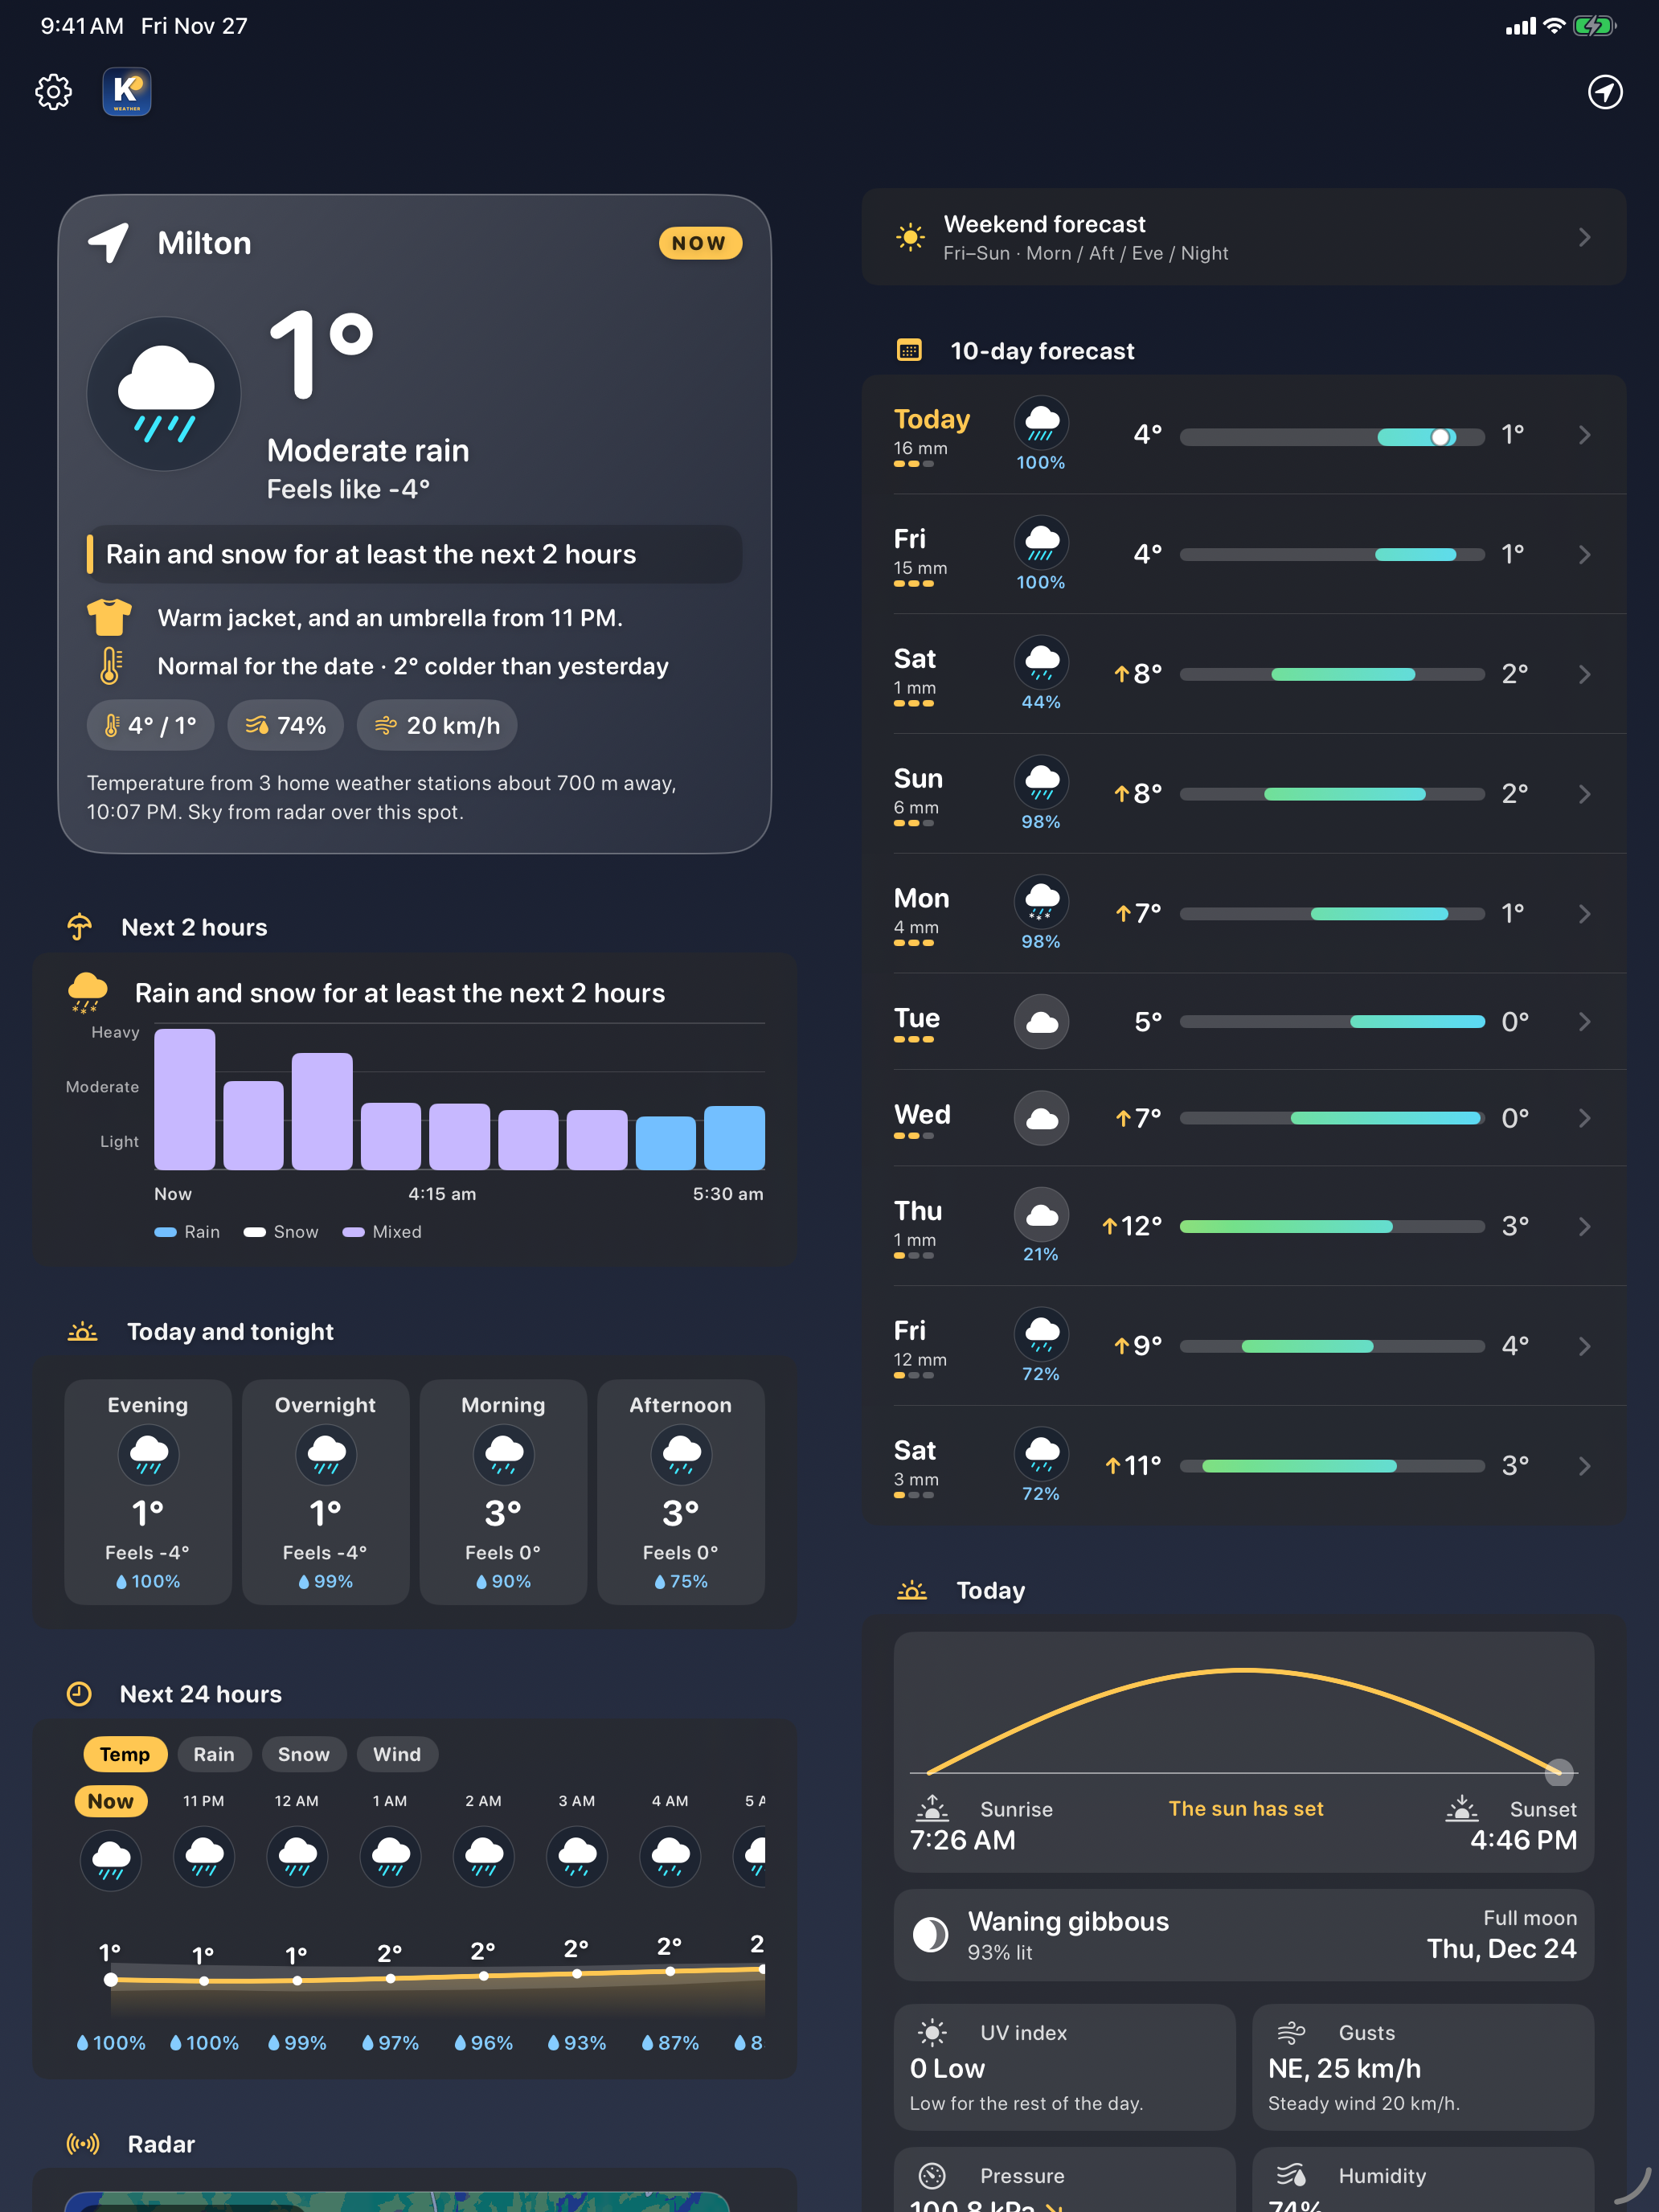 9:41 AM Fri Nov 27
K
WEATHER
Milton
NOW
1°
Moderate rain
Feels like -4°
Rain and snow for at least the next 2 hours
Warm jacket, and an umbrella from 11 PM.
Normal for the date · 2° colder than yesterday
4° / 1° 74% 20 km/h
Temperature from 3 home weather stations about 700 m away,
10:07 PM. Sky from radar over this spot.
Next 2 hours
Rain and snow for at least the next 2 hours
Heavy
Moderate
Light
Now 4:15 am 5:30 am
Rain Snow Mixed
Today and tonight
Evening Overnight Morning Afternoon
1° 1° 3° 3°
Feels -4° Feels -4° Feels 0° Feels 0°
100% 99% 90% 75%
Next 24 hours
Temp Rain Snow Wind
Now 11 PM 12 AM 1 AM 2 AM 3 AM 4 AM 5 A
1° 1° 1° 2° 2° 2° 2° 2
100% 100% 99% 97% 96% 93% 87% 8
Radar
Weekend forecast
Fri–Sun · Morn / Aft / Eve / Night
10-day forecast
Today 4° 1°
16 mm
100%
Fri 4° 1°
15 mm
100%
Sat 8° 2°
1 mm
44%
Sun 8° 2°
6 mm
98%
Mon 7° 1°
4 mm
98%
Tue 5° 0°
Wed 7° 0°
Thu 12° 3°
1 mm
21%
Fri 9° 4°
12 mm
72%
Sat 11° 3°
3 mm
72%
Today
Sunrise The sun has set Sunset
7:26 AM 4:46 PM
Waning gibbous Full moon
93% lit Thu, Dec 24
UV index
0 Low
Low for the rest of the day.
Gusts
NE, 25 km/h
Steady wind 20 km/h.
Pressure
100.8 kPa
Humidity
74%